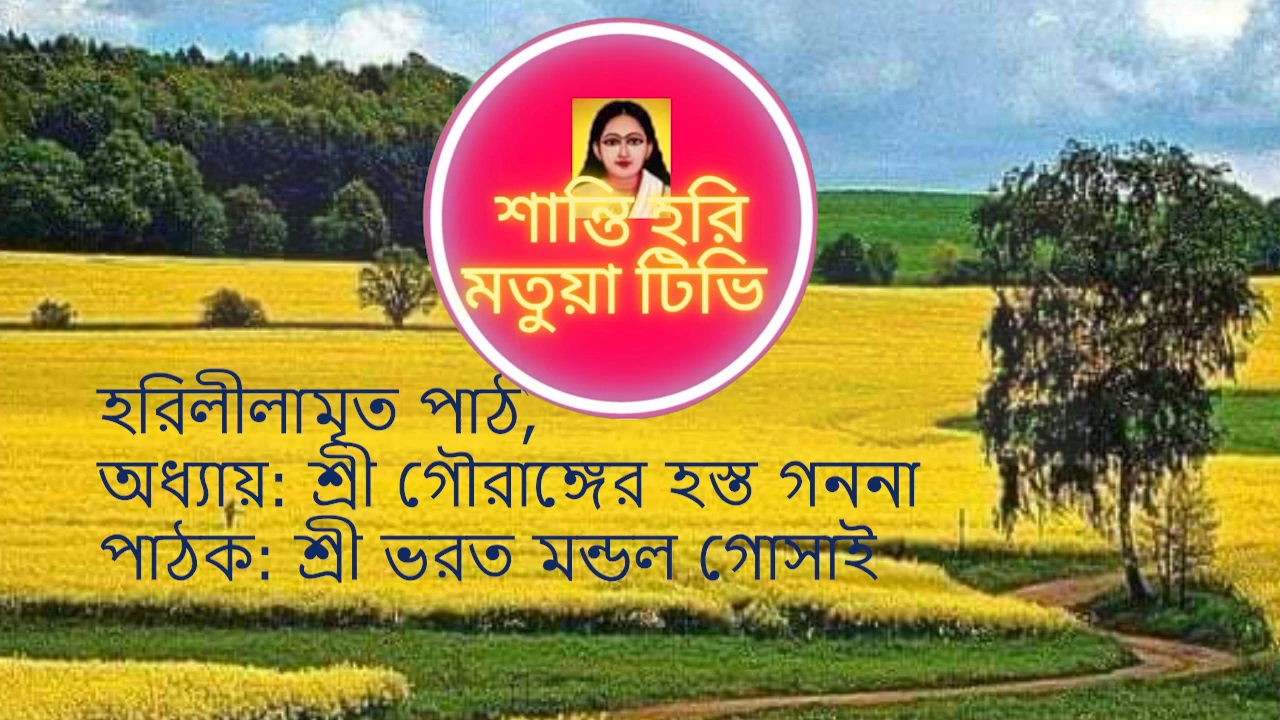 শান্তি হরি
মতুয়া টিভি
হরিলীলামৃত পাঠ,
অধ্যায়: শ্রী গৌরাঙ্গের হস্ত গননা
পাঠক: শ্রী ভরত মন্ডল গোসাই